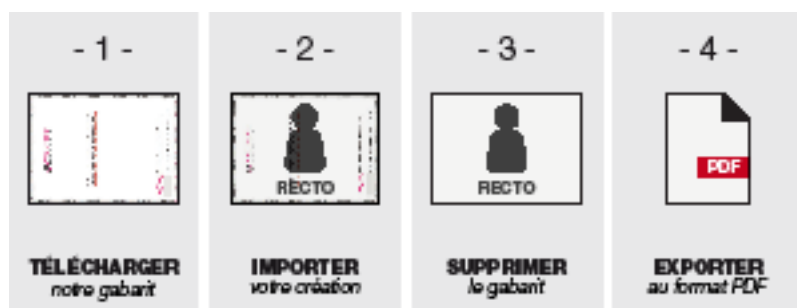 - 1 -
- 2 -
- 3 -
- 4 -
RECTO
RECTO
PDF
TÉLÉCHARGER
notre gabarit
IMPORTER
votre création
SUPPRIMER
le gabarit
EXPORTER
au format PDF